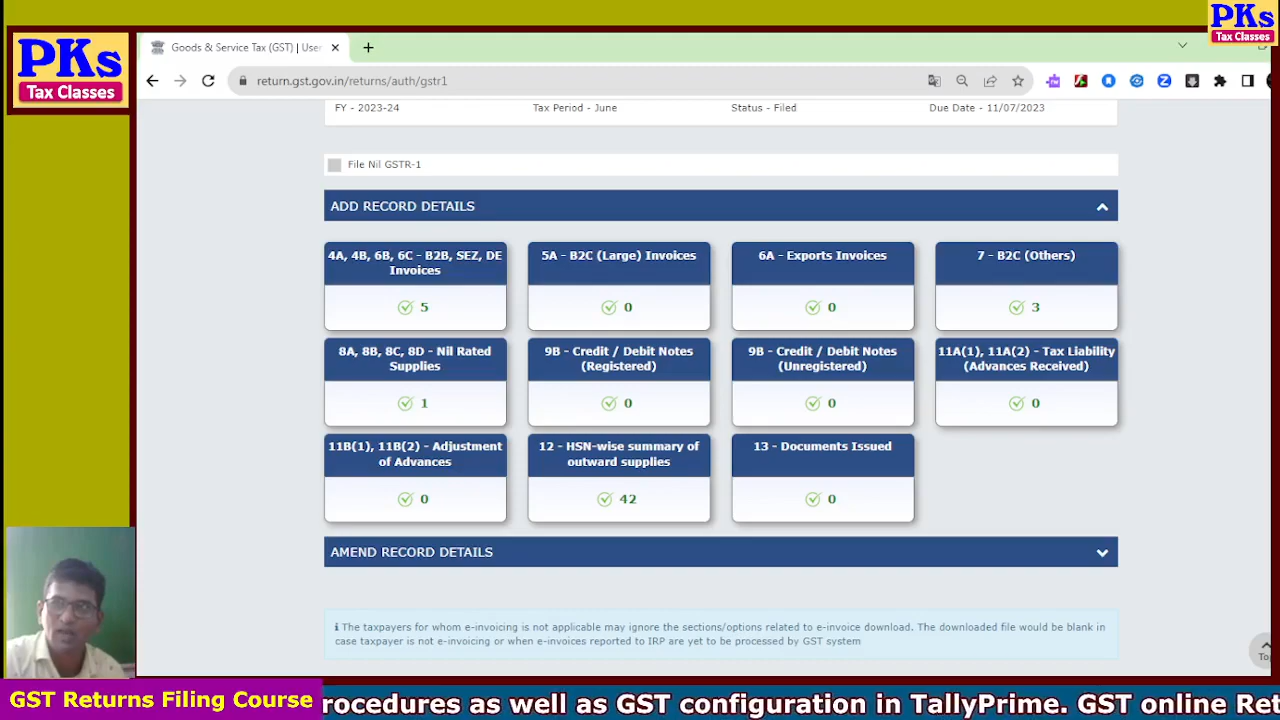 PKs
Tax Classes
PKs
Tax Classes
Goods & Service Tax (GST) | User
return.gst.gov.in/returns/auth/gstr1
FY - 2023-24
Tax Period - June
Status - Filed
Due Date - 11/07/2023
File Nil GSTR-1
ADD RECORD DETAILS
4A, 4B, 6B, 6C - B2B, SEZ, DE
Invoices
5
5A - B2C (Large) Invoices
0
6A - Exports Invoices
0
7 - B2C (Others)
3
8A, 8B, 8C, 8D - Nil Rated
Supplies
1
9B - Credit / Debit Notes
(Registered)
0
9B - Credit / Debit Notes
(Unregistered)
0
11A(1), 11A(2) - Tax Liability
(Advances Received)
0
11B(1), 11B(2) - Adjustment
of Advances
0
12 - HSN-wise summary of
outward supplies
42
13 - Documents Issued
0
AMEND RECORD DETAILS
The taxpayers for whom e-invoicing is not applicable may ignore the sections/options related to e-invoice download. The downloaded file would be blank in
case taxpayer is not e-invoicing or when e-invoices reported to IRP are yet to be processed by GST system
Top
GST Returns Filing Course
rocedures as well as GST configuration in TallyPrime. GST online Ret